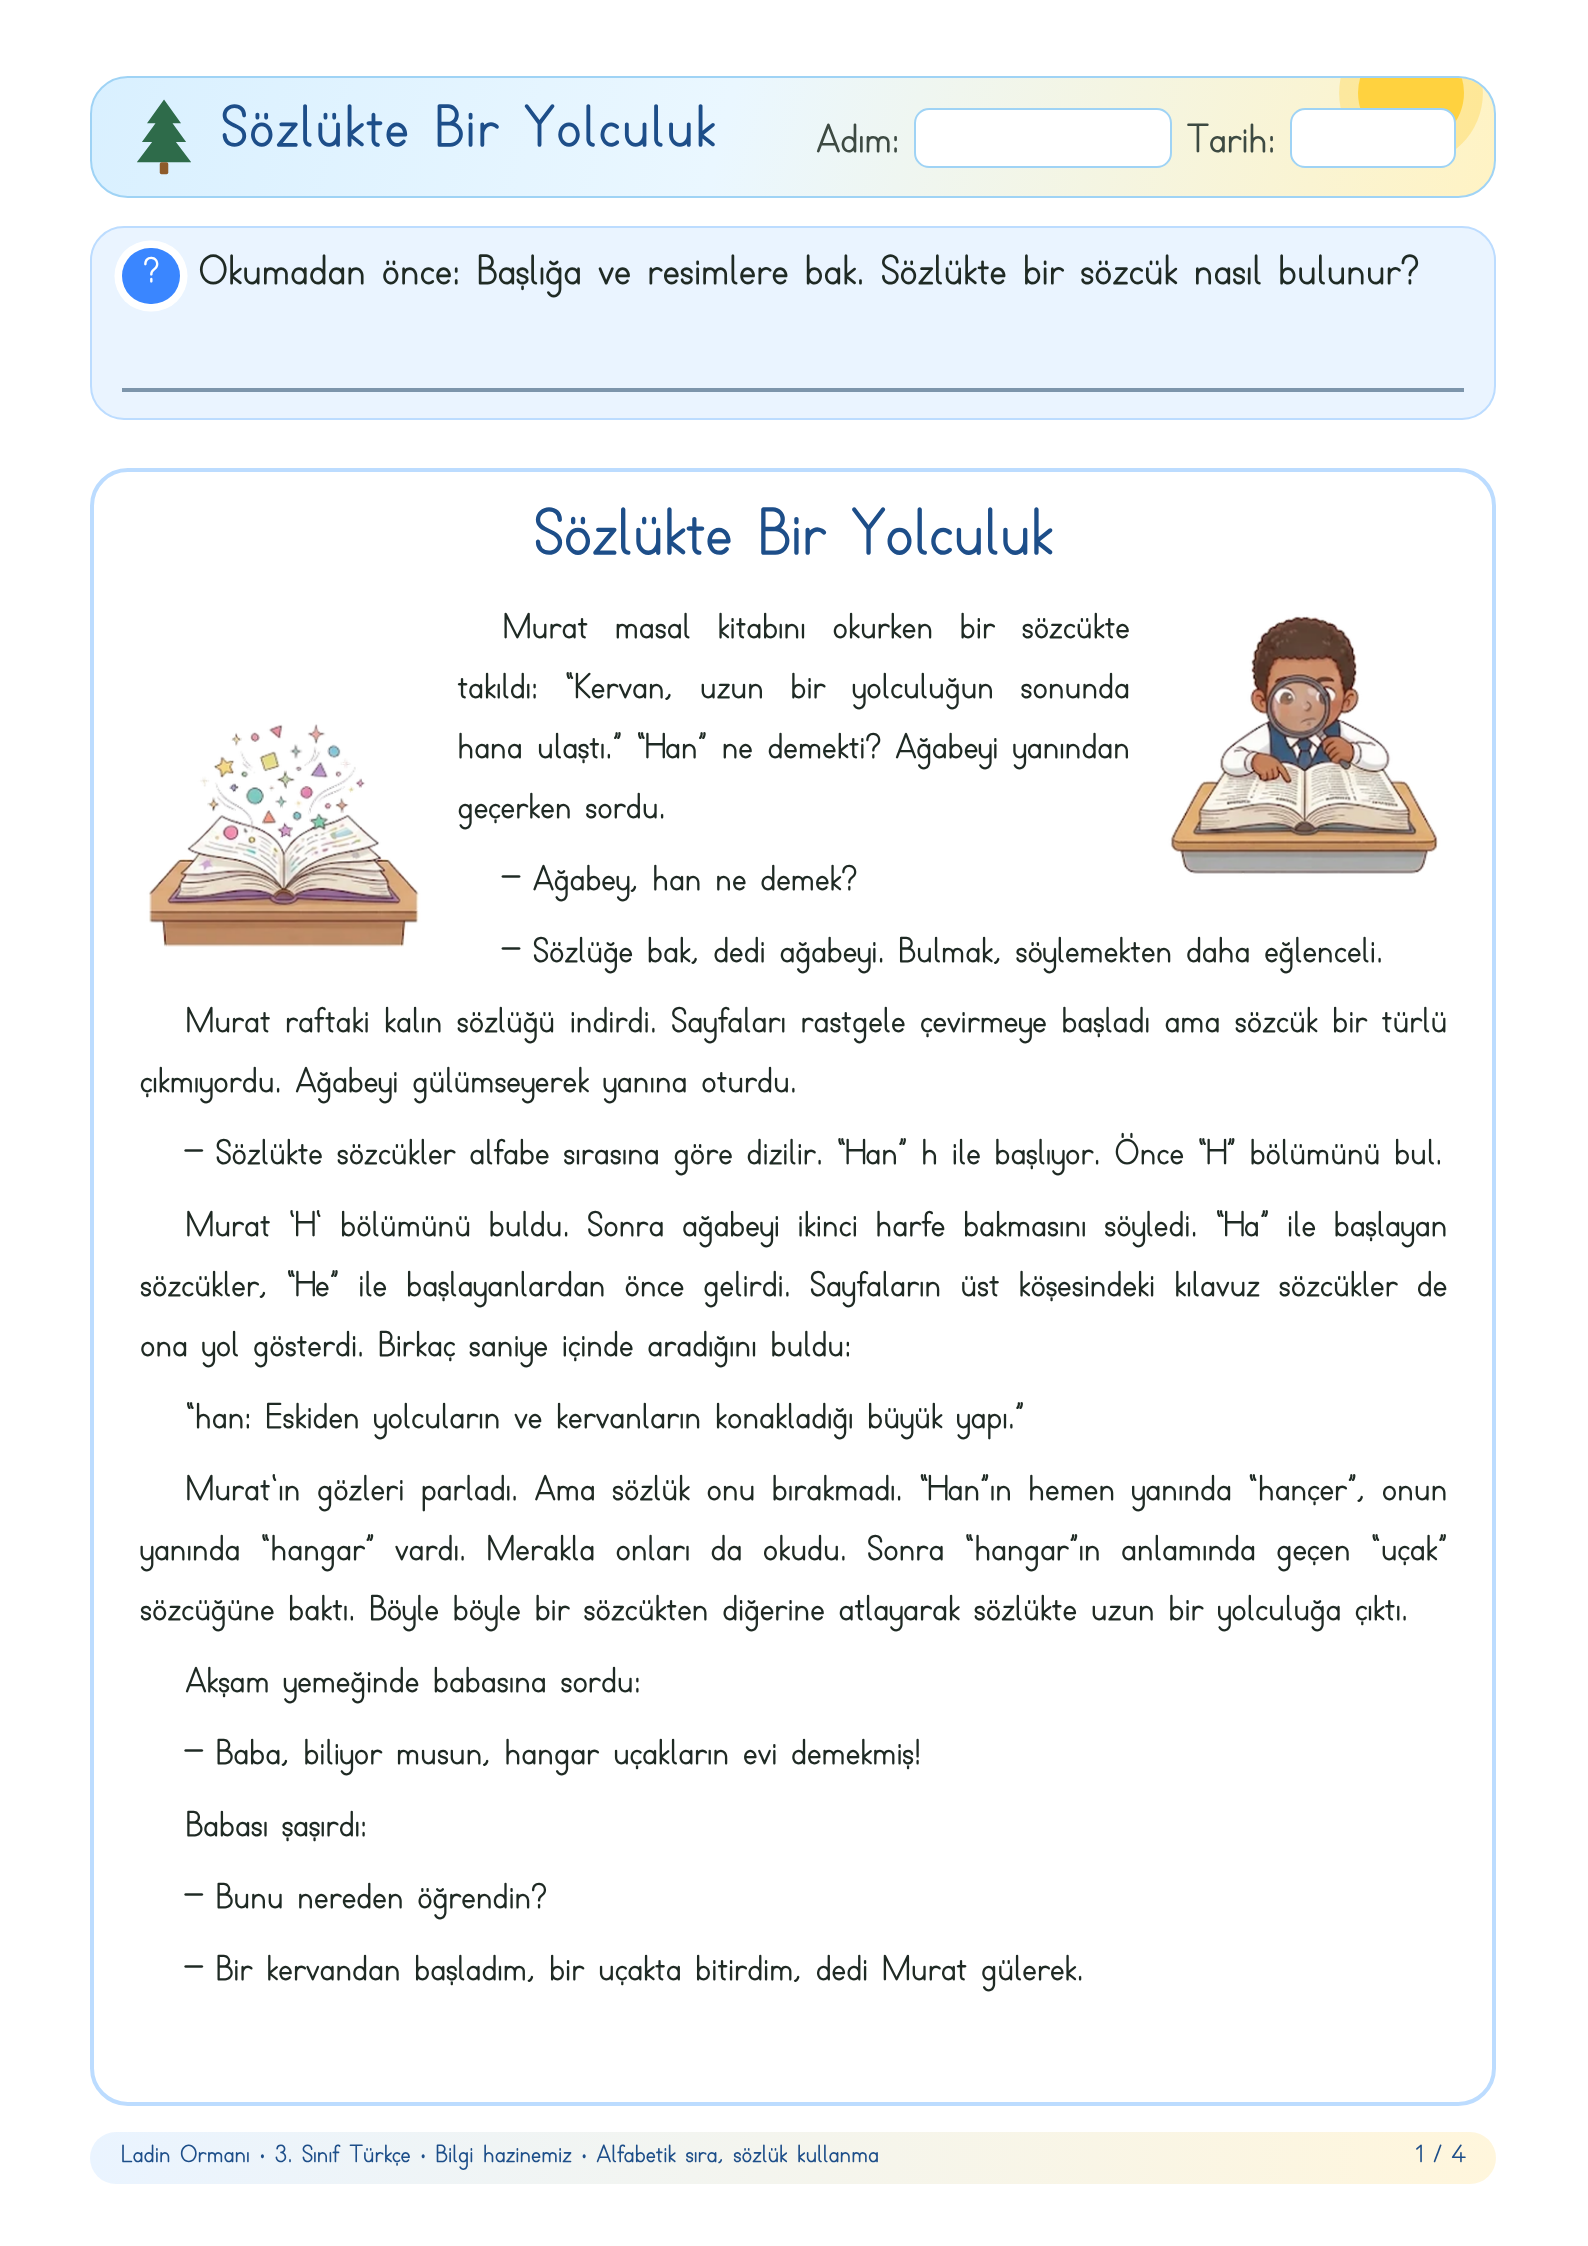 Sözlükte Bir Yolculuk
Adım:
Tarih:
?
Okumadan önce: Başlığa ve resimlere bak. Sözlükte bir sözcük nasıl bulunur?
Sözlükte Bir Yolculuk
Murat masal kitabını okurken bir sözcükte
takıldı: “Kervan, uzun bir yolculuğun sonunda
hana ulaştı.” “Han” ne demekti? Ağabeyi yanından
geçerken sordu.
– Ağabey, han ne demek?
– Sözlüğe bak, dedi ağabeyi. Bulmak, söylemekten daha eğlenceli.
Murat raftaki kalın sözlüğü indirdi. Sayfaları rastgele çevirmeye başladı ama sözcük bir türlü
çıkmıyordu. Ağabeyi gülümseyerek yanına oturdu.
– Sözlükte sözcükler alfabe sırasına göre dizilir. “Han” h ile başlıyor. Önce “H” bölümünü bul.
Murat ‘H‘ bölümünü buldu. Sonra ağabeyi ikinci harfe bakmasını söyledi. “Ha” ile başlayan
sözcükler, “He” ile başlayanlardan önce gelirdi. Sayfaların üst köşesindeki kılavuz sözcükler de
ona yol gösterdi. Birkaç saniye içinde aradığını buldu:
“han: Eskiden yolcuların ve kervanların konakladığı büyük yapı.”
Murat‘ın gözleri parladı. Ama sözlük onu bırakmadı. “Han”ın hemen yanında “hançer”, onun
yanında “hangar” vardı. Merakla onları da okudu. Sonra “hangar”ın anlamında geçen “uçak”
sözcüğüne baktı. Böyle böyle bir sözcükten diğerine atlayarak sözlükte uzun bir yolculuğa çıktı.
Akşam yemeğinde babasına sordu:
– Baba, biliyor musun, hangar uçakların evi demekmiş!
Babası şaşırdı:
– Bunu nereden öğrendin?
– Bir kervandan başladım, bir uçakta bitirdim, dedi Murat gülerek.
Ladin Ormanı • 3. Sınıf Türkçe • Bilgi hazinemiz • Alfabetik sıra, sözlük kullanma
1 / 4